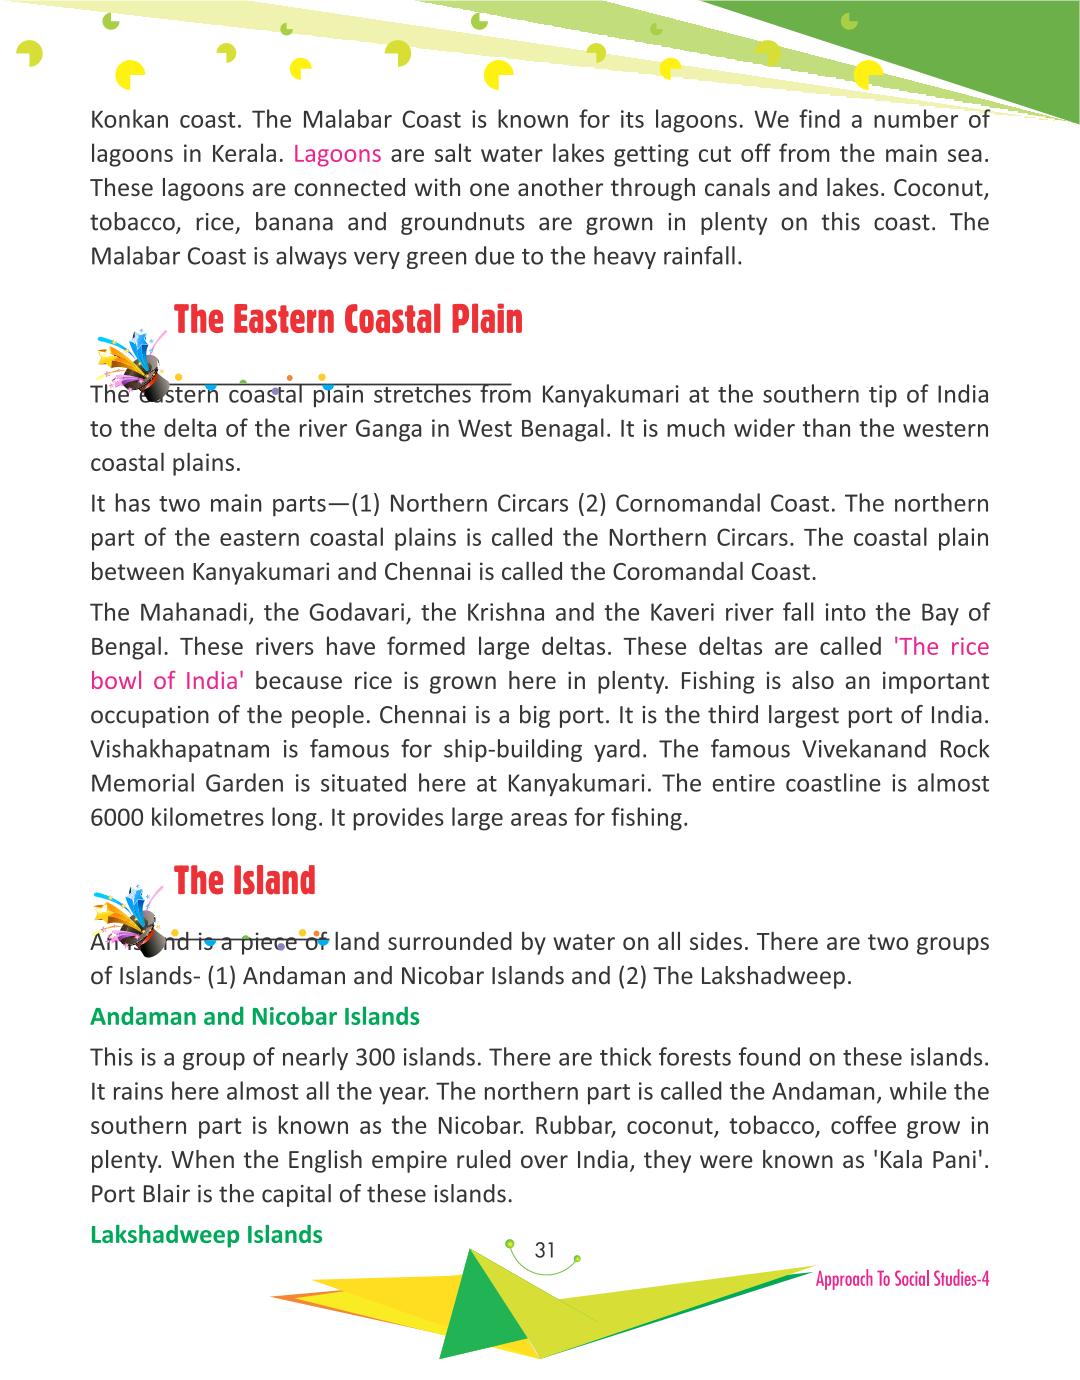 Konkan coast. The Malabar Coast is known for its lagoons. We find a number of
lagoons in Kerala. Lagoons are salt water lakes getting cut off from the main sea.
These lagoons are connected with one another through canals and lakes. Coconut,
tobacco, rice, banana and groundnuts are grown in plenty on this coast. The
Malabar Coast is always very green due to the heavy rainfall.
The Eastern Coastal Plain
The eastern coastal plain stretches from Kanyakumari at the southern tip of India
to the delta of the river Ganga in West Benagal. It is much wider than the western
coastal plains.
It has two main parts—(1) Northern Circars (2) Cornomandal Coast. The northern
part of the eastern coastal plains is called the Northern Circars. The coastal plain
between Kanyakumari and Chennai is called the Coromandal Coast.
The Mahanadi, the Godavari, the Krishna and the Kaveri river fall into the Bay of
Bengal. These rivers have formed large deltas. These deltas are called 'The rice
bowl of India' because rice is grown here in plenty. Fishing is also an important
occupation of the people. Chennai is a big port. It is the third largest port of India.
Vishakhapatnam is famous for ship-building yard. The famous Vivekanand Rock
Memorial Garden is situated here at Kanyakumari. The entire coastline is almost
6000 kilometres long. It provides large areas for fishing.
The Island
An island is a piece of land surrounded by water on all sides. There are two groups
of Islands- (1) Andaman and Nicobar Islands and (2) The Lakshadweep.
Andaman and Nicobar Islands
This is a group of nearly 300 islands. There are thick forests found on these islands.
It rains here almost all the year. The northern part is called the Andaman, while the
southern part is known as the Nicobar. Rubbar, coconut, tobacco, coffee grow in
plenty. When the English empire ruled over India, they were known as 'Kala Pani'.
Port Blair is the capital of these islands.
Lakshadweep Islands
31
Approach To Social Studies-4